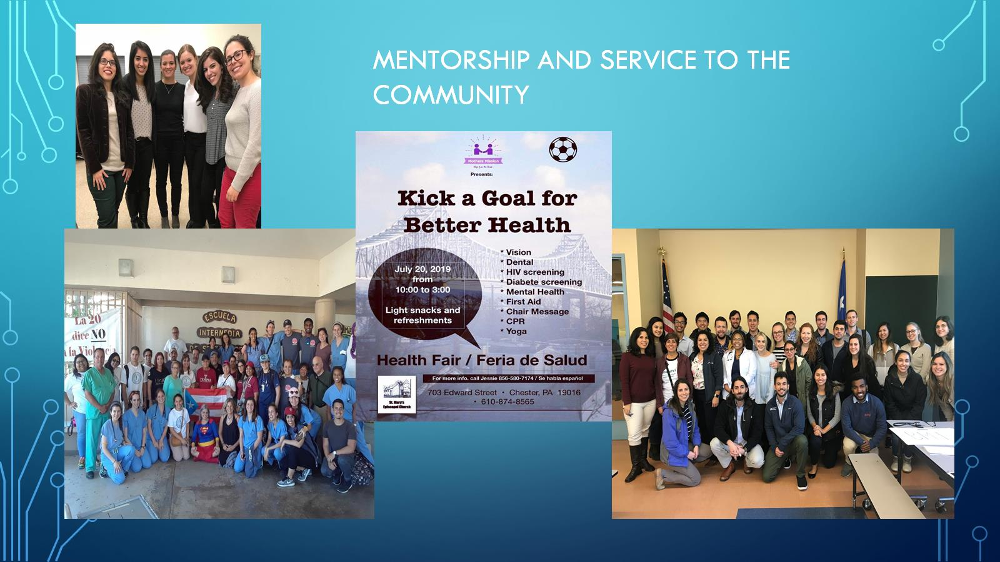 MENTORSHIP AND SERVICE TO THE
COMMUNITY
Mothers Mission
Presents:
Kick a Goal for
Better Health
July 20, 2019
from
10:00 to 3:00
Light snacks and
refreshments
* Vision
* Dental
* HIV screening
* Diabete screening
* Mental Health
* First Aid
* Chair Message
* CPR
* Yoga
Health Fair / Feria de Salud
For more info. call Jessie 856-580-7174 / Se habla español
St. Mary's
Episcopal Church
703 Edward Street • Chester, PA 19016
• 610-874-8565
La 20
dice NO
a la
ESCUELA
INTERMEDIA
TEMPLE
BMI